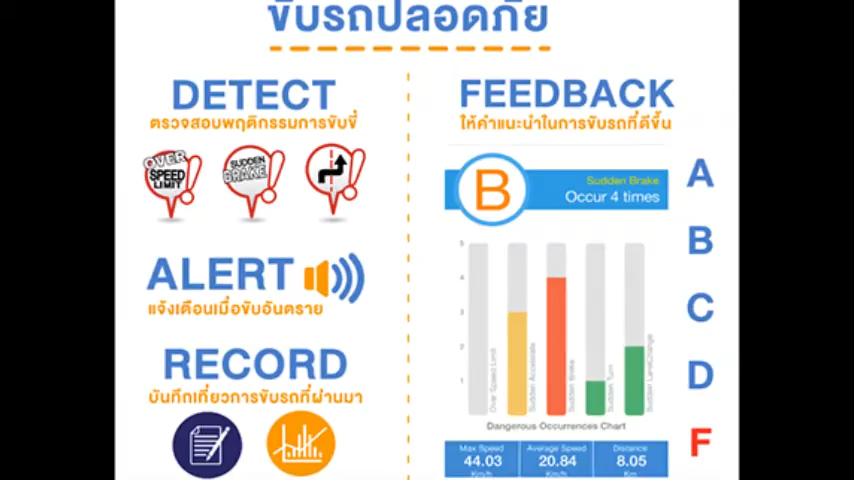 ขับรถปลอดภัย
DETECT
ตรวจสอบพฤติกรรมการขับขี่
OVER
SPEED
LIMIT
SUDDEN
BRAKE
ALERT
แจ้งเตือนเมื่อขับอันตราย
RECORD
บันทึกเที่ยวการขับรถที่ผ่านมา
FEEDBACK
ให้คำแนะนำในการขับรถที่ดีขึ้น
B
Sudden Brake
Occur 4 times
5
4
3
2
1
Over Speed Limit
Sudden Accelerate
Sudden Brake
Sudden Turn
Sudden LaneChange
Dangerous Occurrences Chart
Max Speed
44.03
Km/h
Average Speed
20.84
Km/h
Distance
8.05
Km
A
B
C
D
F